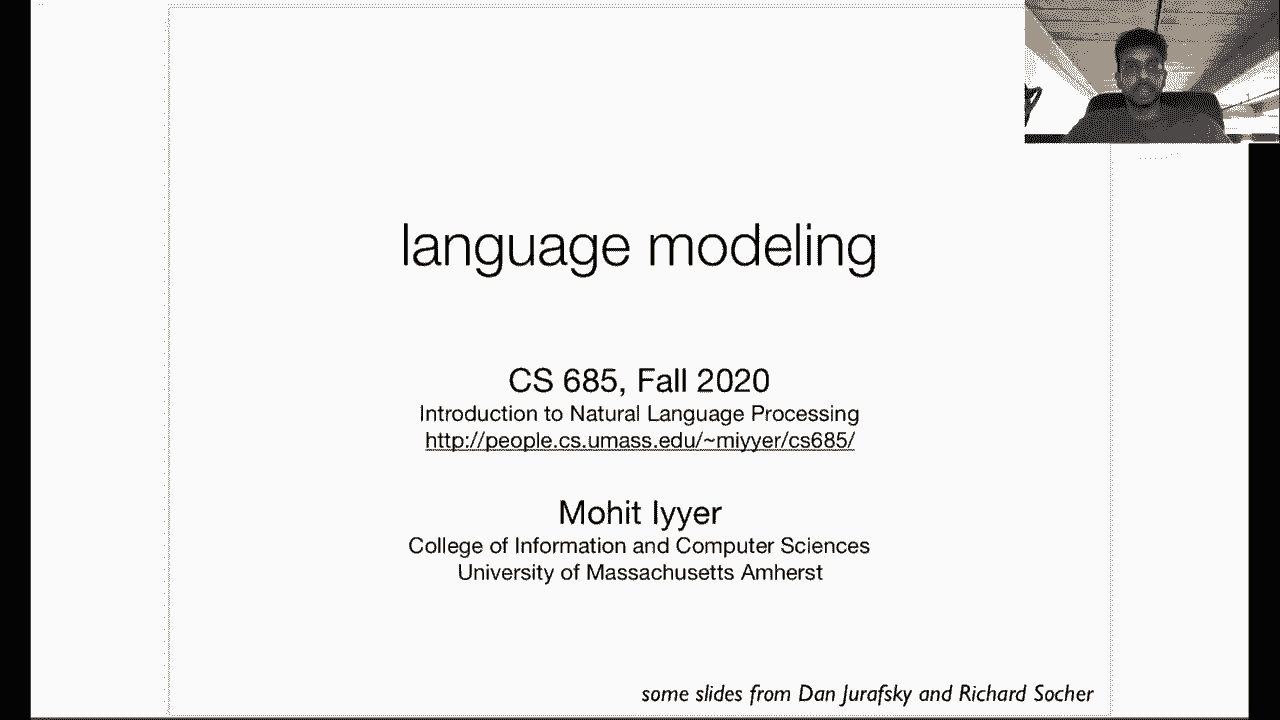 language modeling
CS 685, Fall 2020
Introduction to Natural Language Processing
http://people.cs.umass.edu/~miyyer/cs685/
Mohit Iyyer
College of Information and Computer Sciences
University of Massachusetts Amherst
some slides from Dan Jurafsky and Richard Socher